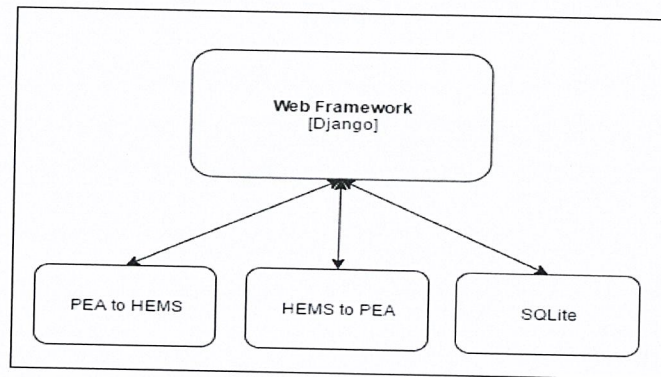 Web Framework
[Django]
PEA to HEMS
HEMS to PEA
SQLite